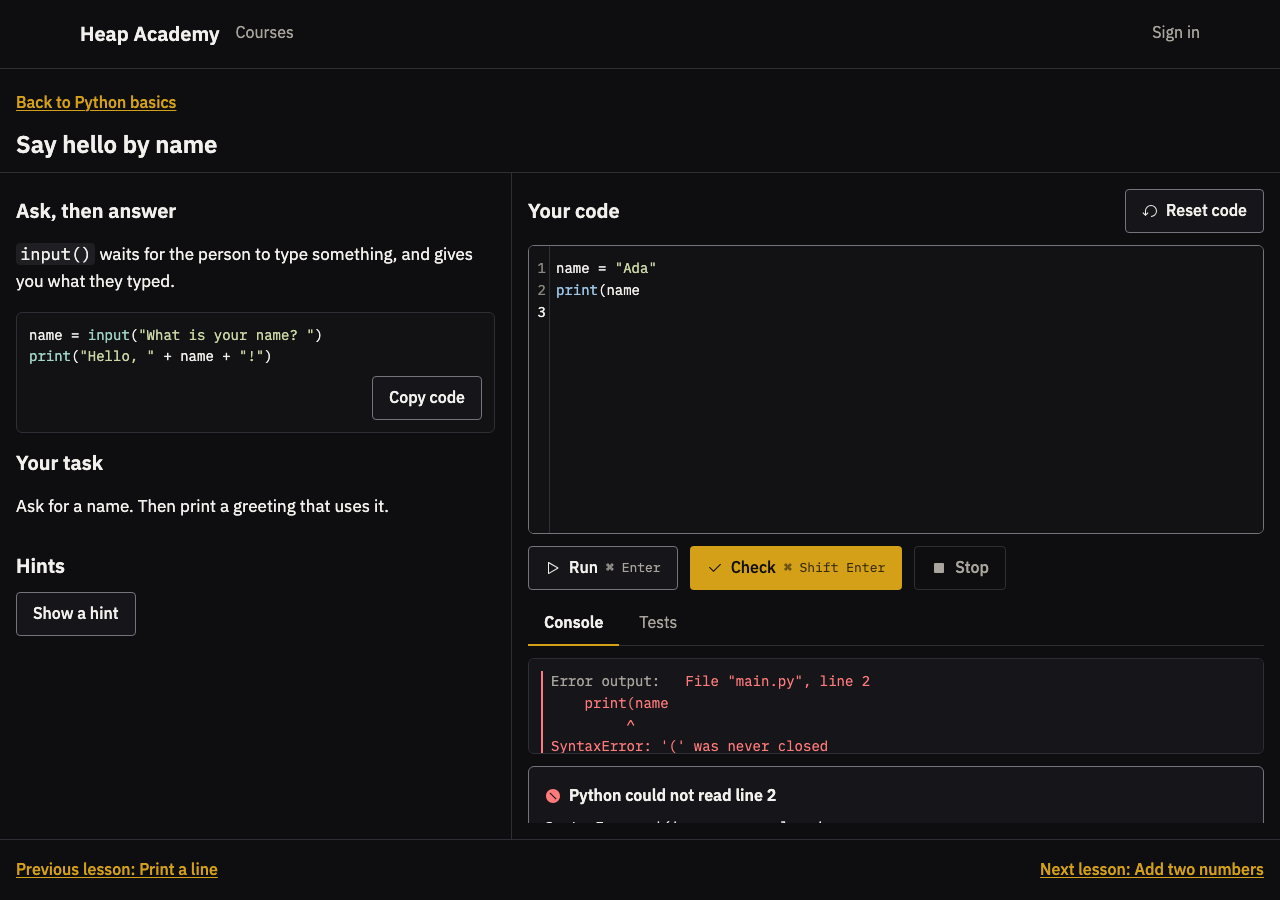 Heap Academy
Courses
Sign in
Back to Python basics
Say hello by name
Ask, then answer
input() waits for the person to type something, and gives
you what they typed.
name = input("What is your name? ")
print("Hello, " + name + "!")
Copy code
Your task
Ask for a name. Then print a greeting that uses it.
Hints
Show a hint
Your code
Reset code
1 name = "Ada"
2 print(name
3
Run ⌘ Enter
Check ⌘ Shift Enter
Stop
Console
Tests
Error output:   File "main.py", line 2
    print(name
         ^
SyntaxError: '(' was never closed
Python could not read line 2
Previous lesson: Print a line
Next lesson: Add two numbers